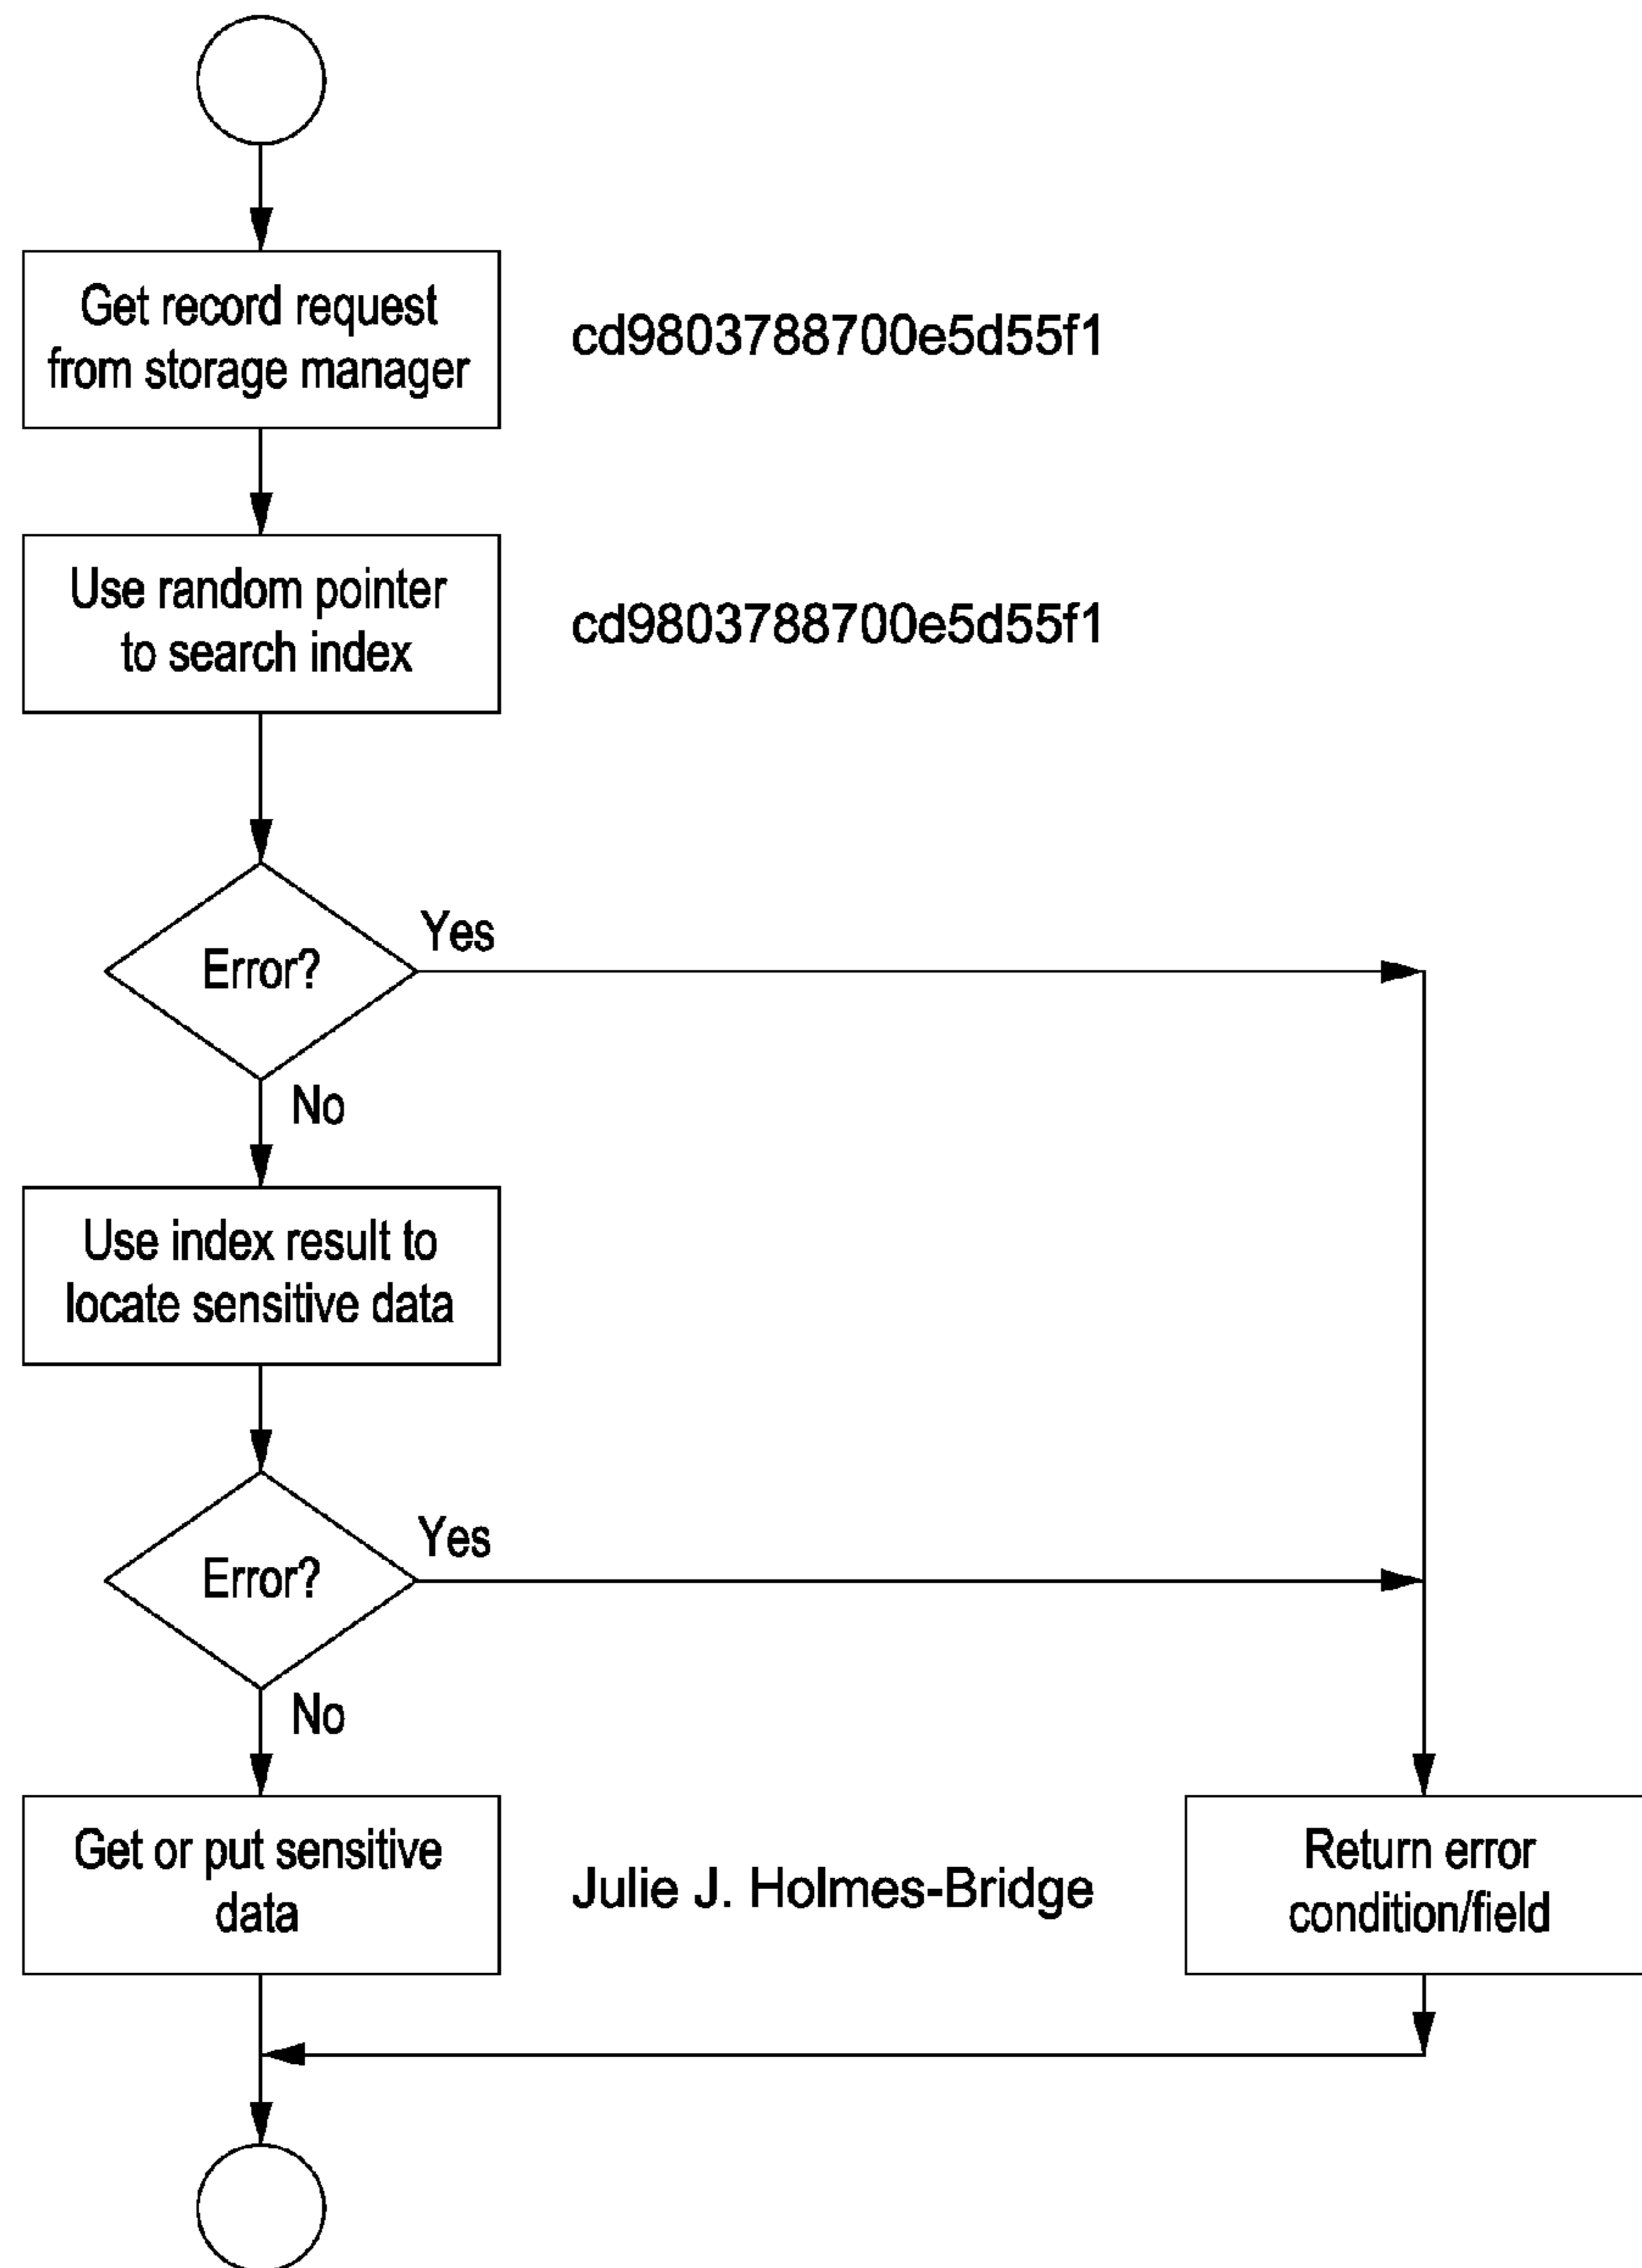 Get record request
from storage manager
cd9803788700e5d55f1
Use random pointer
to search index
cd9803788700e5d55f1
Error?
Yes
No
Use index result to
locate sensitive data
Error?
Yes
No
Get or put sensitive
data
Julie J. Holmes-Bridge
Return error
condition/field